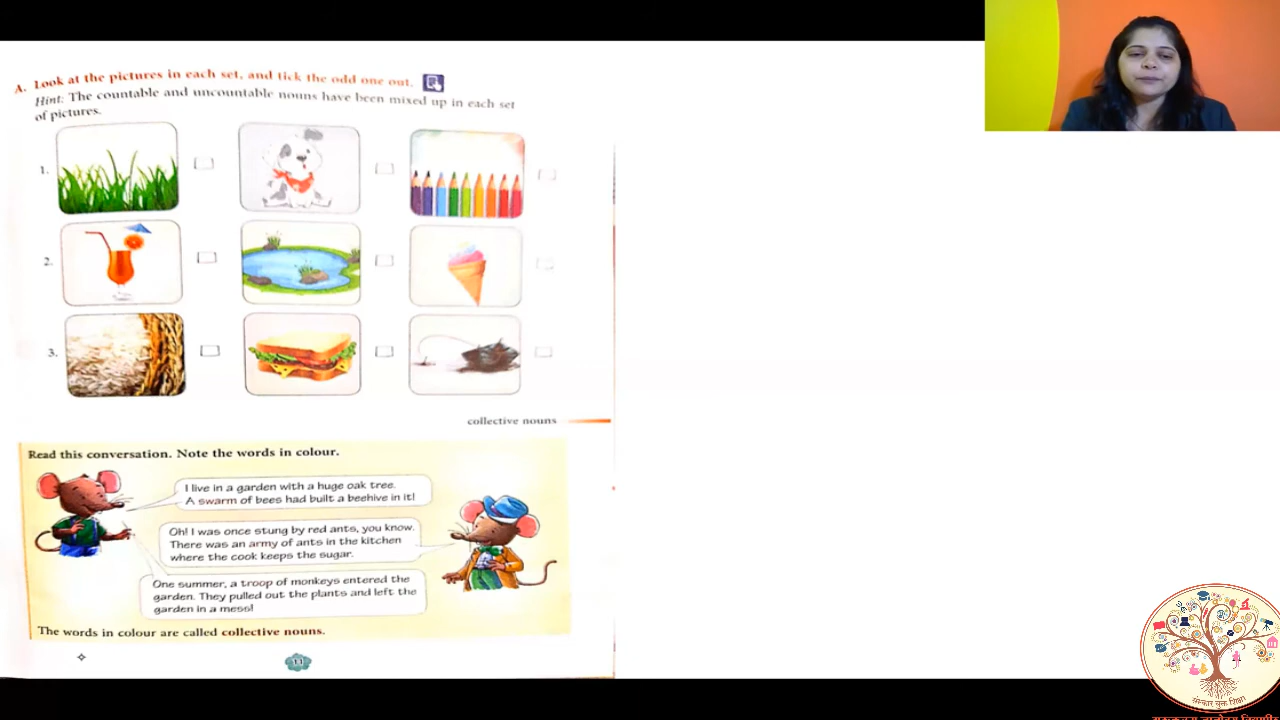 A. Look at the pictures in each set, and tick the odd one out.
Hint: The countable and uncountable nouns have been mixed up in each set
of pictures.
1.
2.
3.
collective nouns
Read this conversation. Note the words in colour.
I live in a garden with a huge oak tree.
A swarm of bees had built a beehive in it!
Oh! I was once stung by red ants, you know.
There was an army of ants in the kitchen
where the cook keeps the sugar.
One summer, a troop of monkeys entered the
garden. They pulled out the plants and left the
garden in a mess!
The words in colour are called collective nouns.
11
संस्कार युक्त शिक्षा